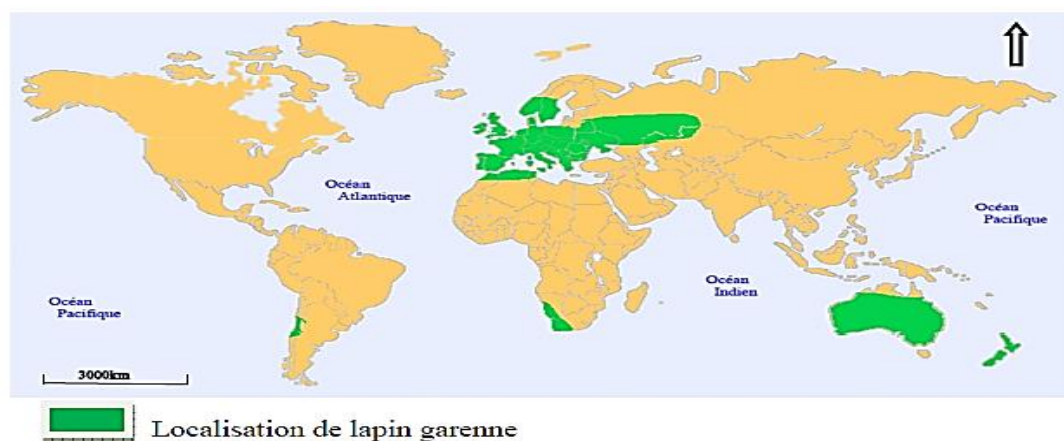 Océan
Atlantique
Océan
Pacifique
Océan
Indien
Océan
Pacifique
3000km
Localisation de lapin garenne